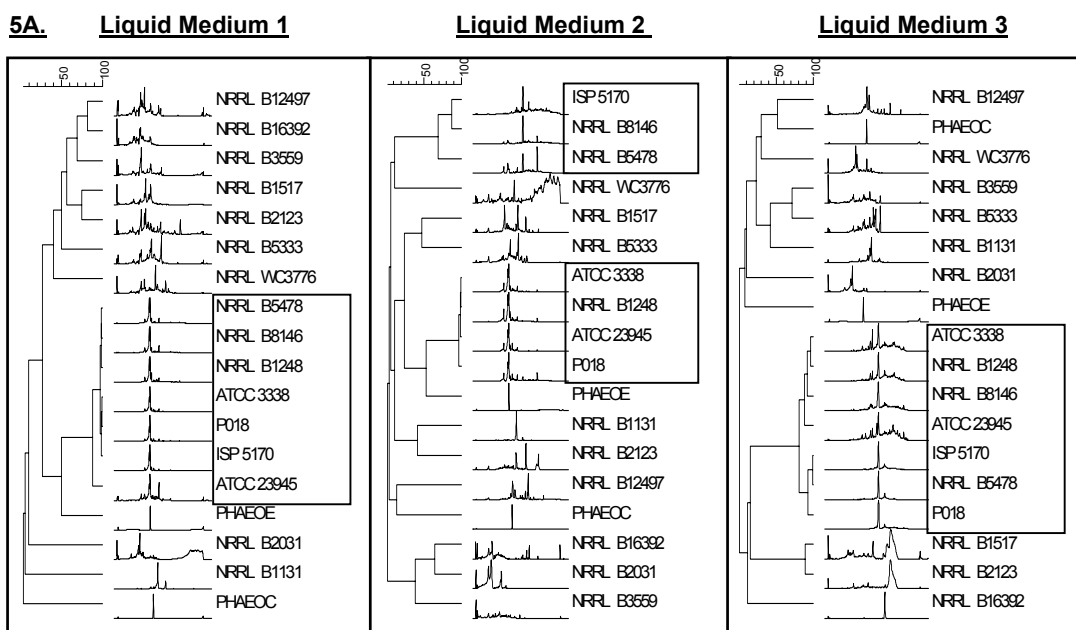 5A. Liquid Medium 1 Liquid Medium 2 Liquid Medium 3
50
100
NRRL B12497
NRRL B16392
NRRL B3559
NRRL B1517
NRRL B2123
NRRL B5333
NRRL WC3776
NRRL B5478
NRRL B8146
NRRL B1248
ATCC 3338
P018
ISP 5170
ATCC 23945
PHAEOE
NRRL B2031
NRRL B1131
PHAEOC
50
100
ISP 5170
NRRL B8146
NRRL B5478
NRRL WC3776
NRRL B1517
NRRL B5333
ATCC 3338
NRRL B1248
ATCC 23945
P018
PHAEOE
NRRL B1131
NRRL B2123
NRRL B12497
PHAEOC
NRRL B16392
NRRL B2031
NRRL B3559
50
100
NRRL B12497
PHAEOC
NRRL WC3776
NRRL B3559
NRRL B5333
NRRL B1131
NRRL B2031
PHAEOE
ATCC 3338
NRRL B1248
NRRL B8146
ATCC 23945
ISP 5170
NRRL B5478
P018
NRRL B1517
NRRL B2123
NRRL B16392